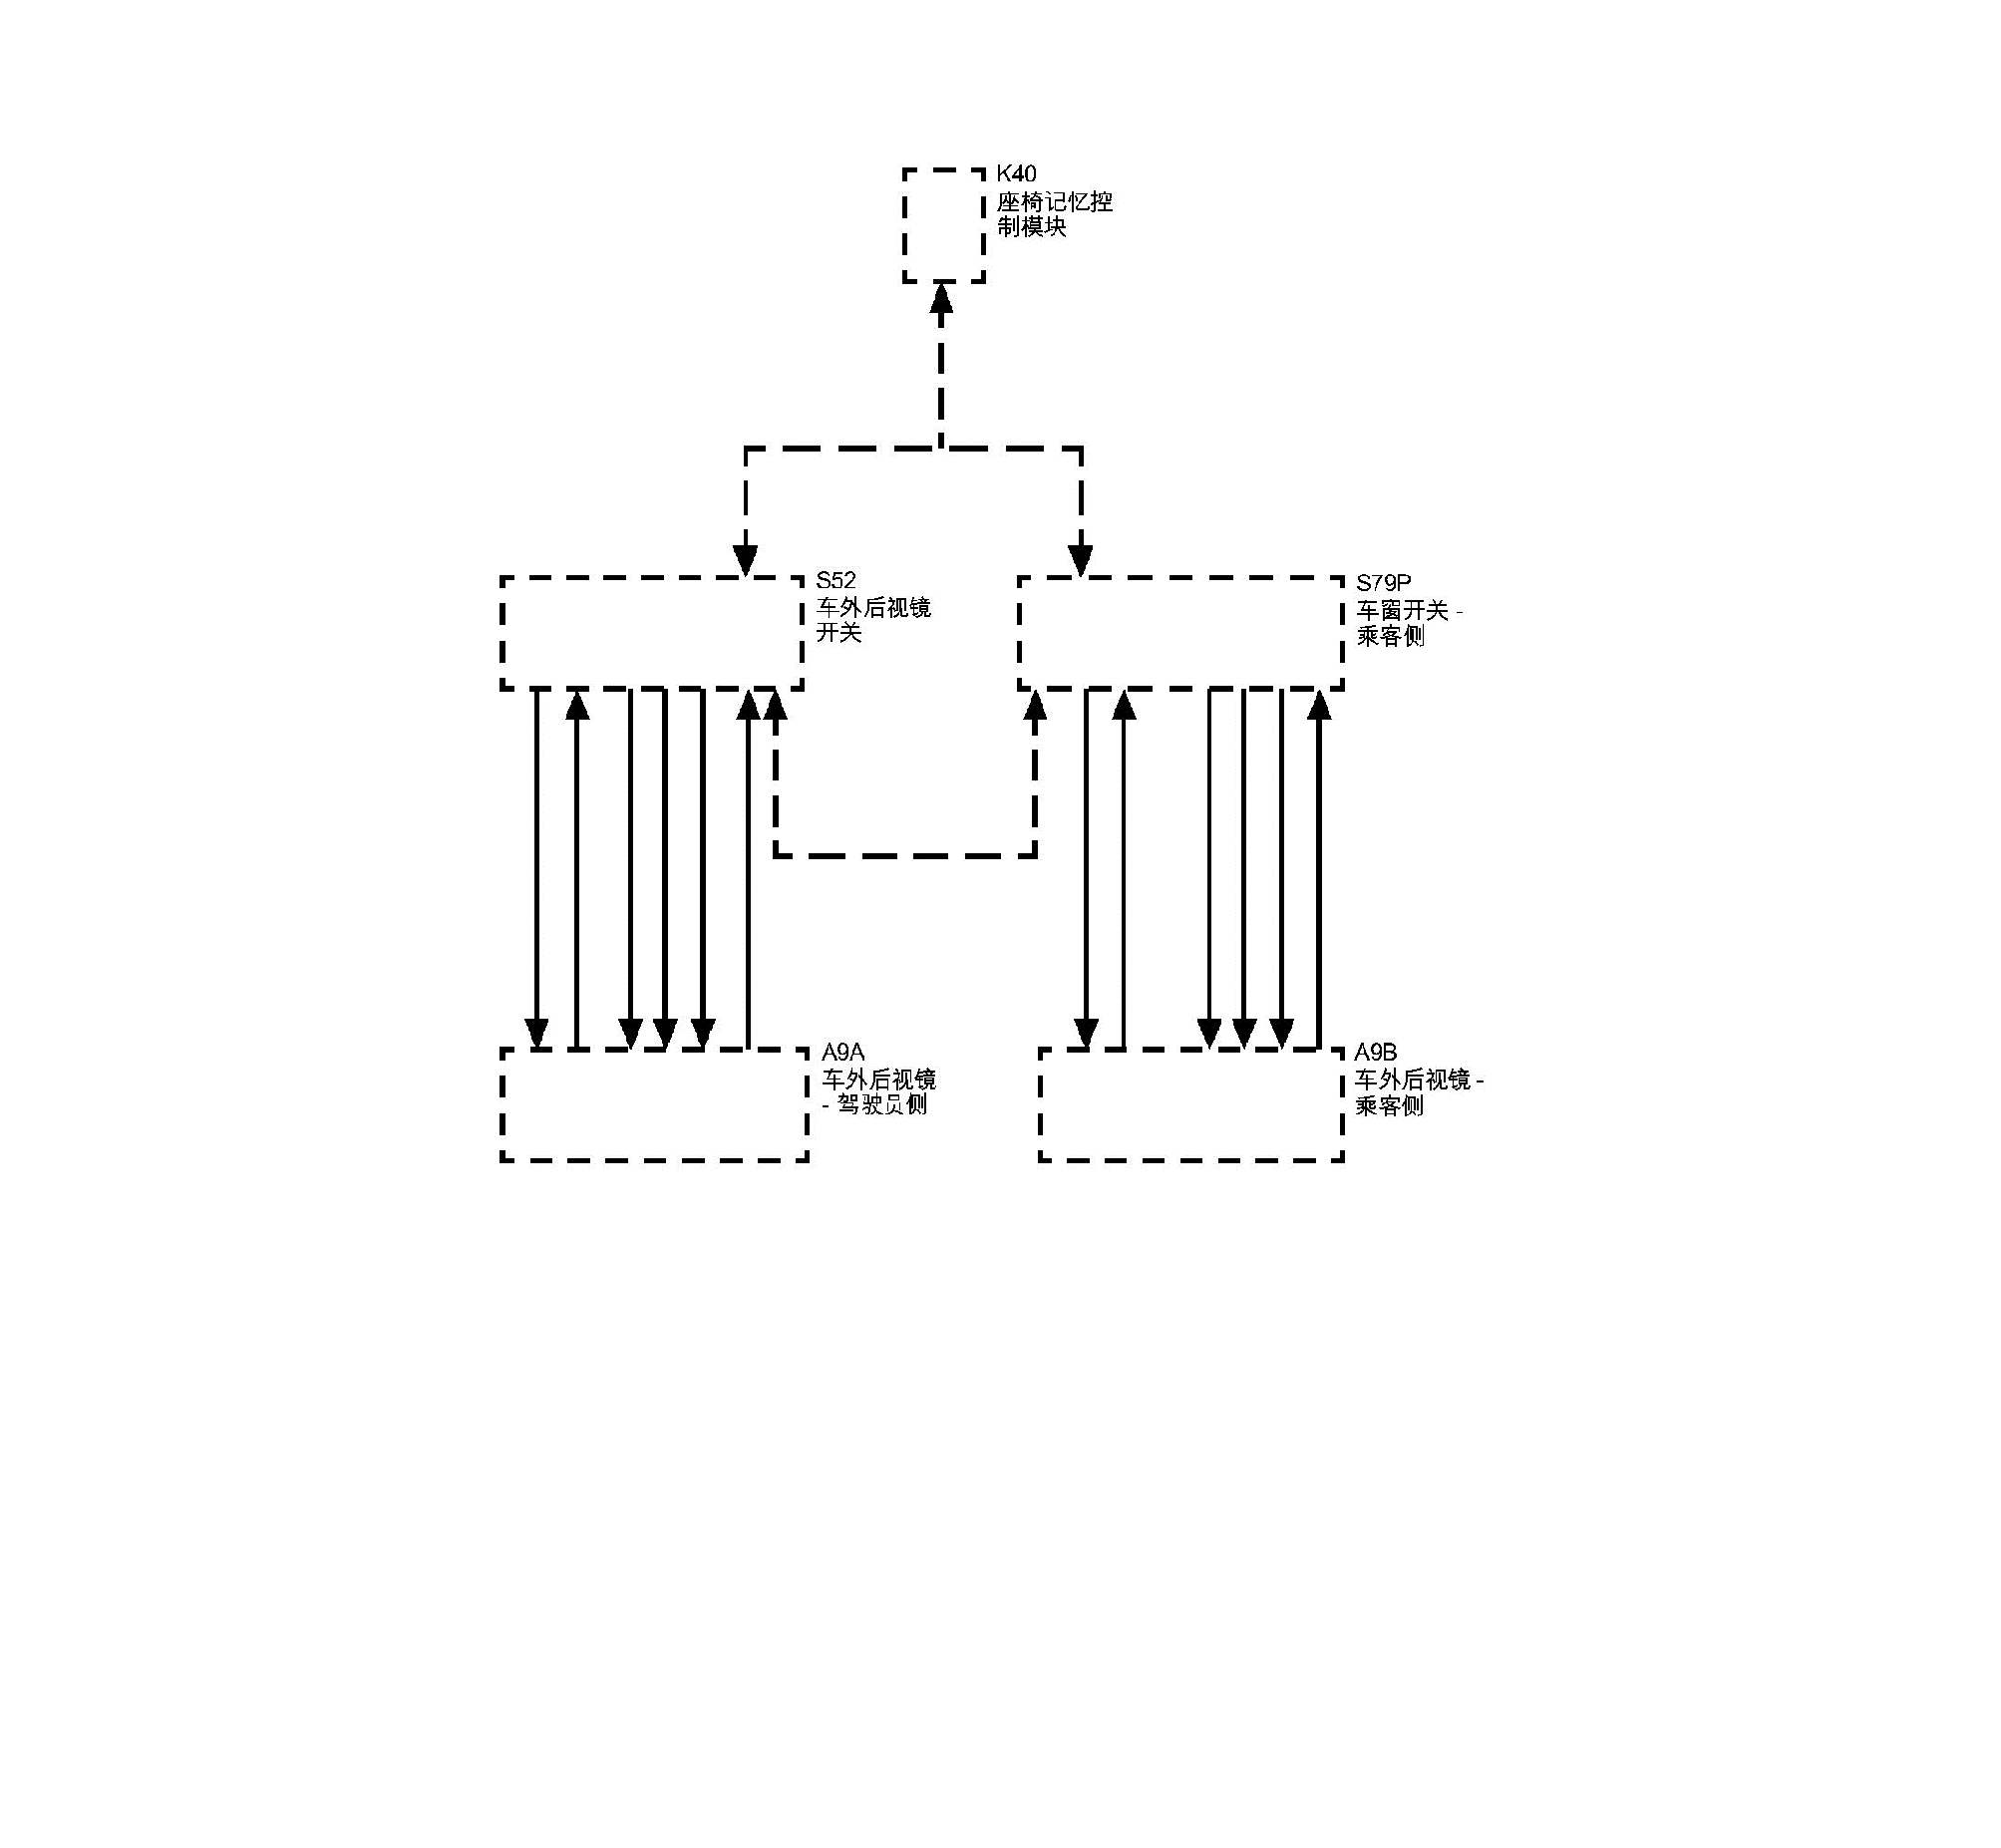 K40
座椅记忆控
制模块
S52
车外后视镜
开关
S79P
车窗开关 -
乘客侧
A9A
车外后视镜
- 驾驶员侧
A9B
车外后视镜 -
乘客侧